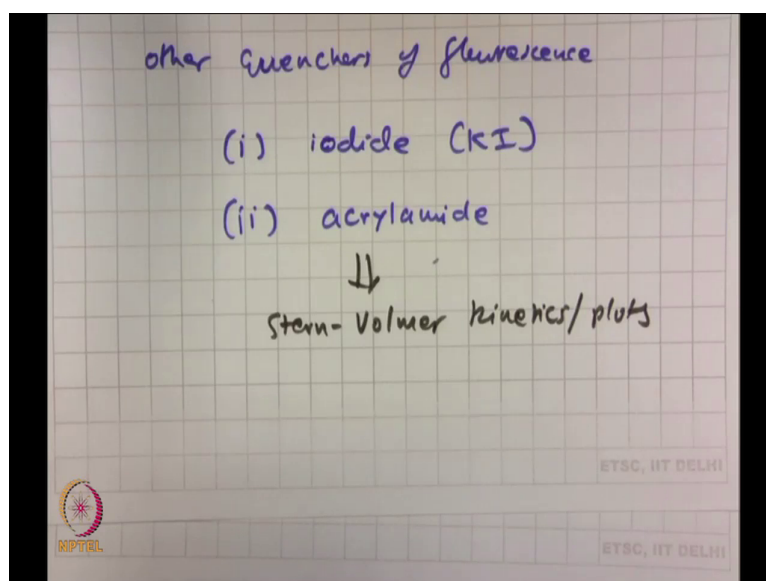 other Quenchers of fluorescence
(i) iodide (KI)
(ii) acrylamide
Stern-Volmer kinetics/plots
ETSC, IIT DELHI
NPTEL
ETSC, IIT DELHI